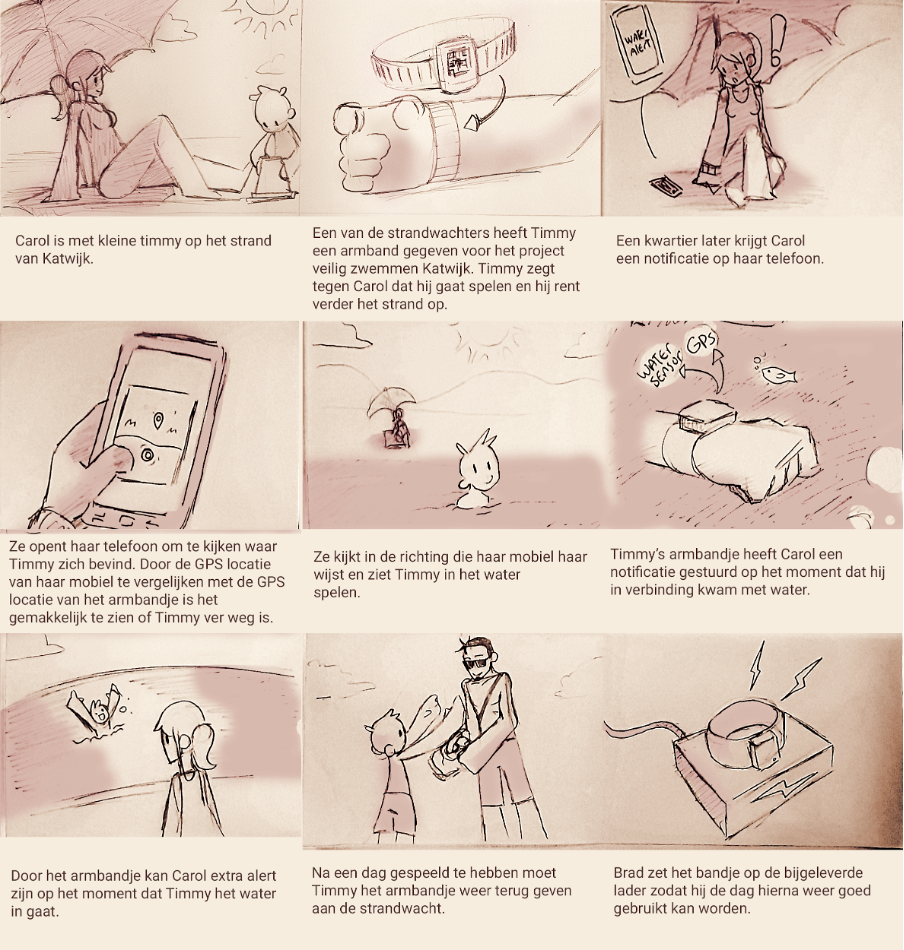 WATER
ALERT
!
Carol is met kleine timmy op het strand
van Katwijk.
Een van de strandwachters heeft Timmy
een armband gegeven voor het project
veilig zwemmen Katwijk. Timmy zegt
tegen Carol dat hij gaat spelen en hij rent
verder het strand op.
Een kwartier later krijgt Carol
een notificatie op haar telefoon.
WATER
SENSOR
GPS
Ze opent haar telefoon om te kijken waar
Timmy zich bevind. Door de GPS locatie
van haar mobiel te vergelijken met de GPS
locatie van het armbandje is het
gemakkelijk te zien of Timmy ver weg is.
Ze kijkt in de richting die haar mobiel haar
wijst en ziet Timmy in het water
spelen.
Timmy's armbandje heeft Carol een
notificatie gestuurd op het moment dat hij
in verbinding kwam met water.
Door het armbandje kan Carol extra alert
zijn op het moment dat Timmy het water
in gaat.
Na een dag gespeeld te hebben moet
Timmy het armbandje weer terug geven
aan de strandwacht.
Brad zet het bandje op de bijgeleverde
lader zodat hij de dag hierna weer goed
gebruikt kan worden.